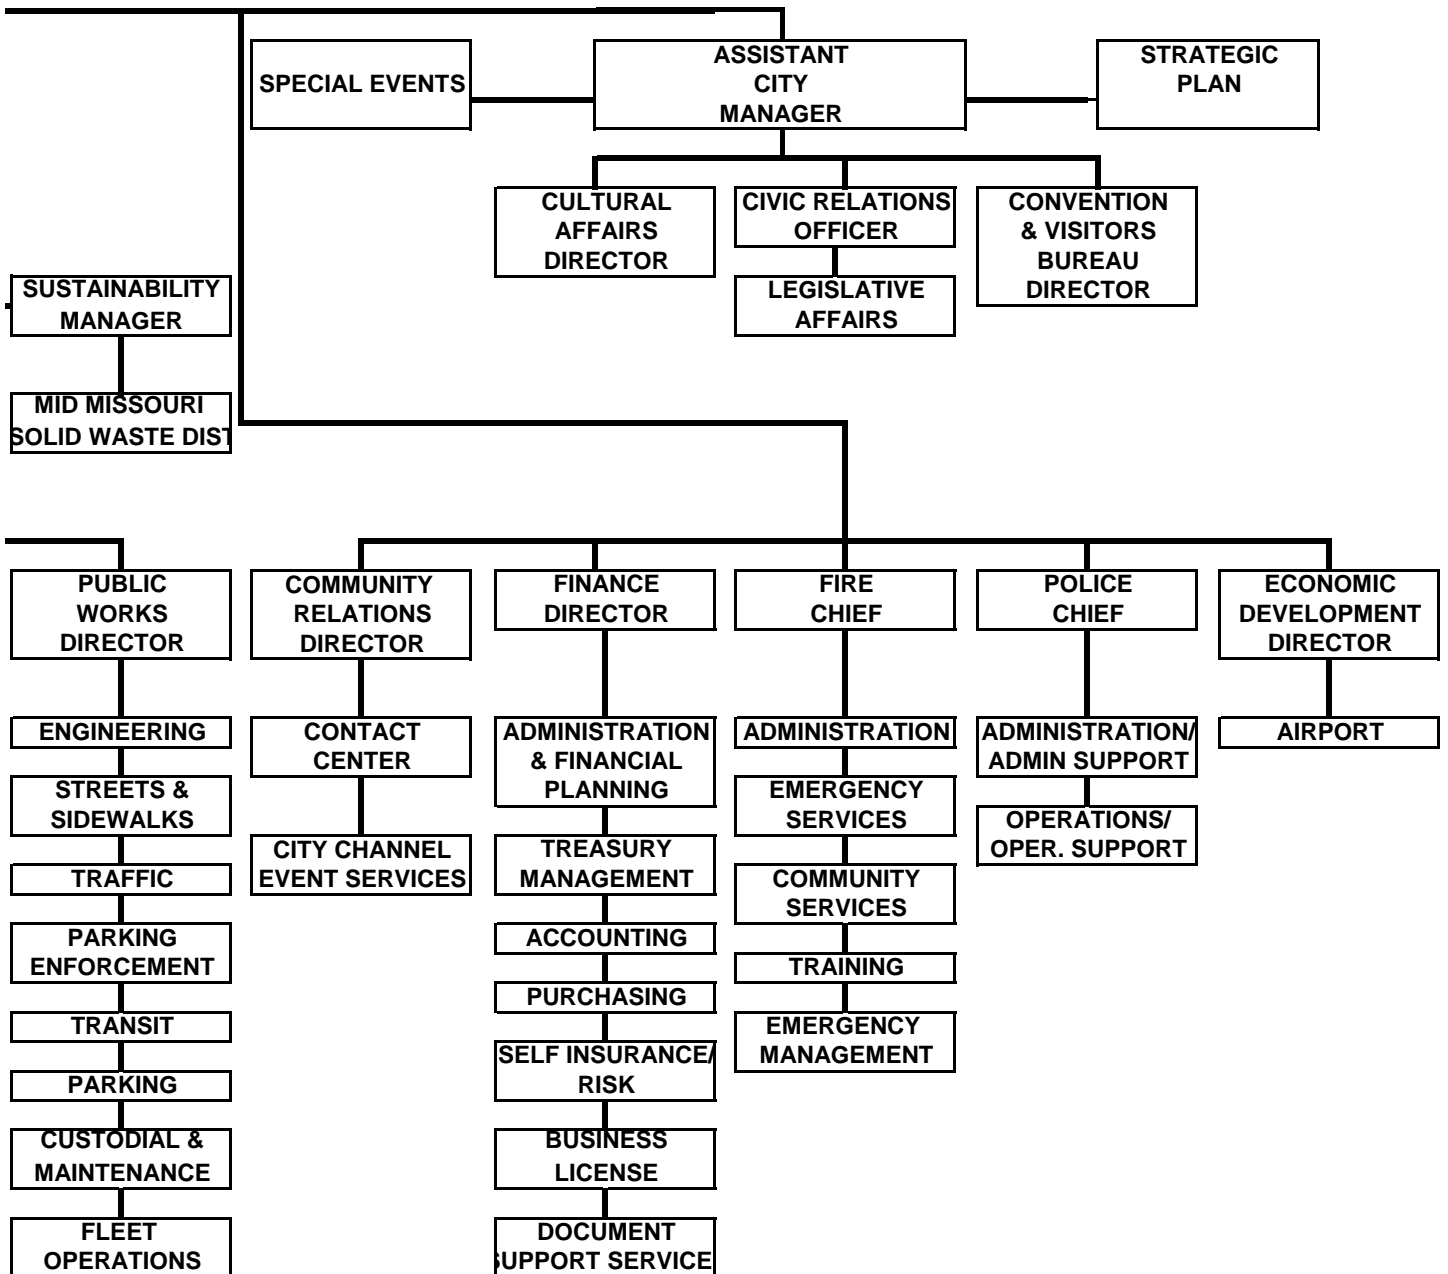 SPECIAL EVENTS
ASSISTANT
CITY
MANAGER
STRATEGIC
PLAN
CULTURAL
AFFAIRS
DIRECTOR
CIVIC RELATIONS
OFFICER
LEGISLATIVE
AFFAIRS
CONVENTION
& VISITORS
BUREAU
DIRECTOR
SUSTAINABILITY
MANAGER
MID MISSOURI
SOLID WASTE DIST
PUBLIC
WORKS
DIRECTOR
ENGINEERING
STREETS &
SIDEWALKS
TRAFFIC
PARKING
ENFORCEMENT
TRANSIT
PARKING
CUSTODIAL &
MAINTENANCE
FLEET
OPERATIONS
COMMUNITY
RELATIONS
DIRECTOR
CONTACT
CENTER
CITY CHANNEL
EVENT SERVICES
FINANCE
DIRECTOR
ADMINISTRATION
& FINANCIAL
PLANNING
TREASURY
MANAGEMENT
ACCOUNTING
PURCHASING
SELF INSURANCE/
RISK
BUSINESS
LICENSE
DOCUMENT
SUPPORT SERVICE
FIRE
CHIEF
ADMINISTRATION
EMERGENCY
SERVICES
COMMUNITY
SERVICES
TRAINING
EMERGENCY
MANAGEMENT
POLICE
CHIEF
ADMINISTRATION/
ADMIN SUPPORT
OPERATIONS/
OPER. SUPPORT
ECONOMIC
DEVELOPMENT
DIRECTOR
AIRPORT